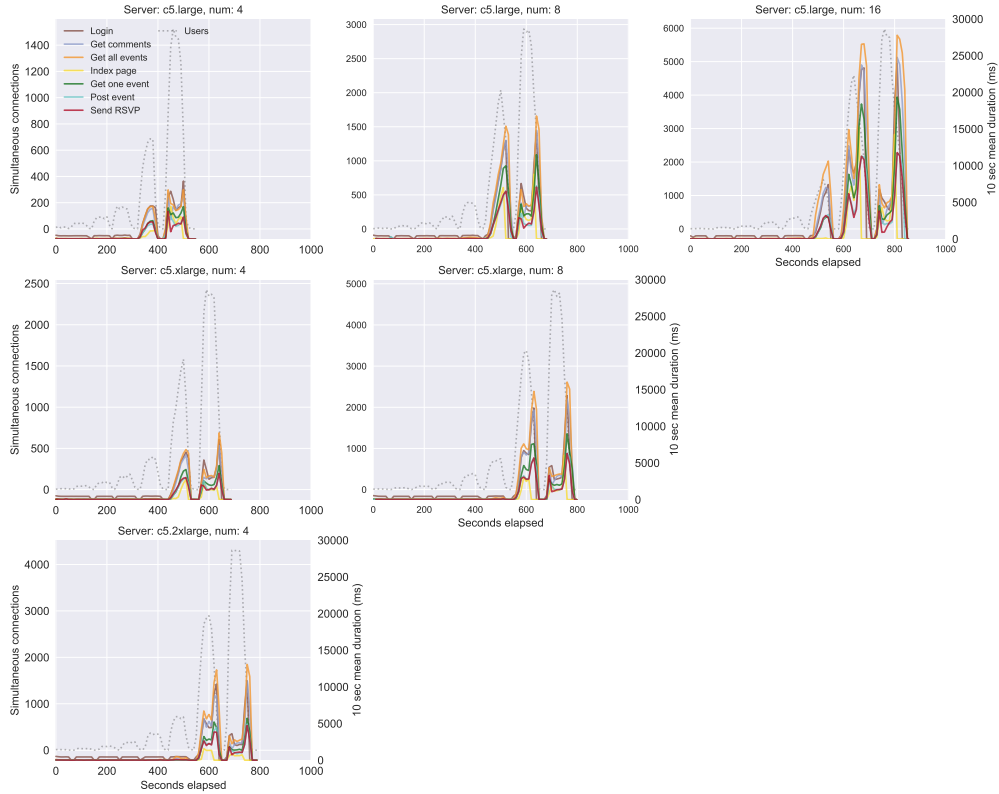 Server: c5.large, num: 4
Server: c5.large, num: 8
Server: c5.large, num: 16
Login
Get comments
Get all events
Index page
Get one event
Post event
Send RSVP
Users
Simultaneous connections
1400
1200
1000
800
600
400
200
0
0 200 400 600 800 1000
3000
2500
2000
1500
1000
500
0
0 200 400 600 800 1000
6000
5000
4000
3000
2000
1000
0
0 200 400 600 800 1000
Seconds elapsed
30000
25000
20000
15000
10000
5000
0
10 sec mean duration (ms)
Server: c5.xlarge, num: 4
Server: c5.xlarge, num: 8
Simultaneous connections
2500
2000
1500
1000
500
0
0 200 400 600 800 1000
5000
4000
3000
2000
1000
0
0 200 400 600 800 1000
Seconds elapsed
30000
25000
20000
15000
10000
5000
0
10 sec mean duration (ms)
Server: c5.2xlarge, num: 4
Simultaneous connections
4000
3000
2000
1000
0
0 200 400 600 800 1000
Seconds elapsed
30000
25000
20000
15000
10000
5000
0
10 sec mean duration (ms)